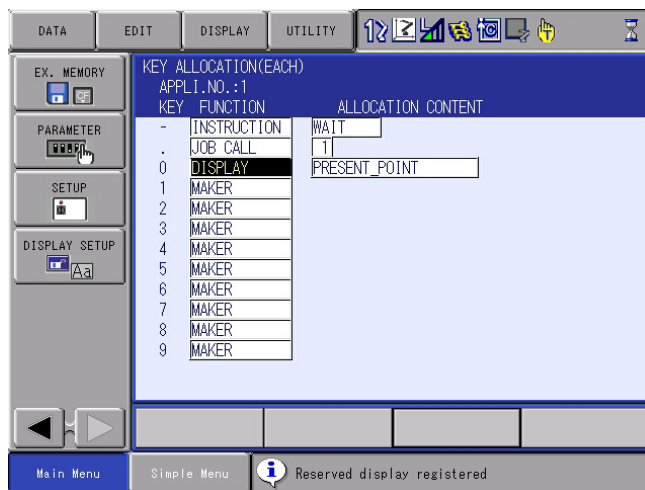 DATA EDIT DISPLAY UTILITY
EX. MEMORY
CF
PARAMETER
SETUP
DISPLAY SETUP
Aa
KEY ALLOCATION(EACH)
APPLI.NO.:1
KEY FUNCTION ALLOCATION CONTENT
- INSTRUCTION WAIT
. JOB CALL 1
0 DISPLAY PRESENT_POINT
1 MAKER
2 MAKER
3 MAKER
4 MAKER
5 MAKER
6 MAKER
7 MAKER
8 MAKER
9 MAKER
Main Menu Simple Menu Reserved display registered